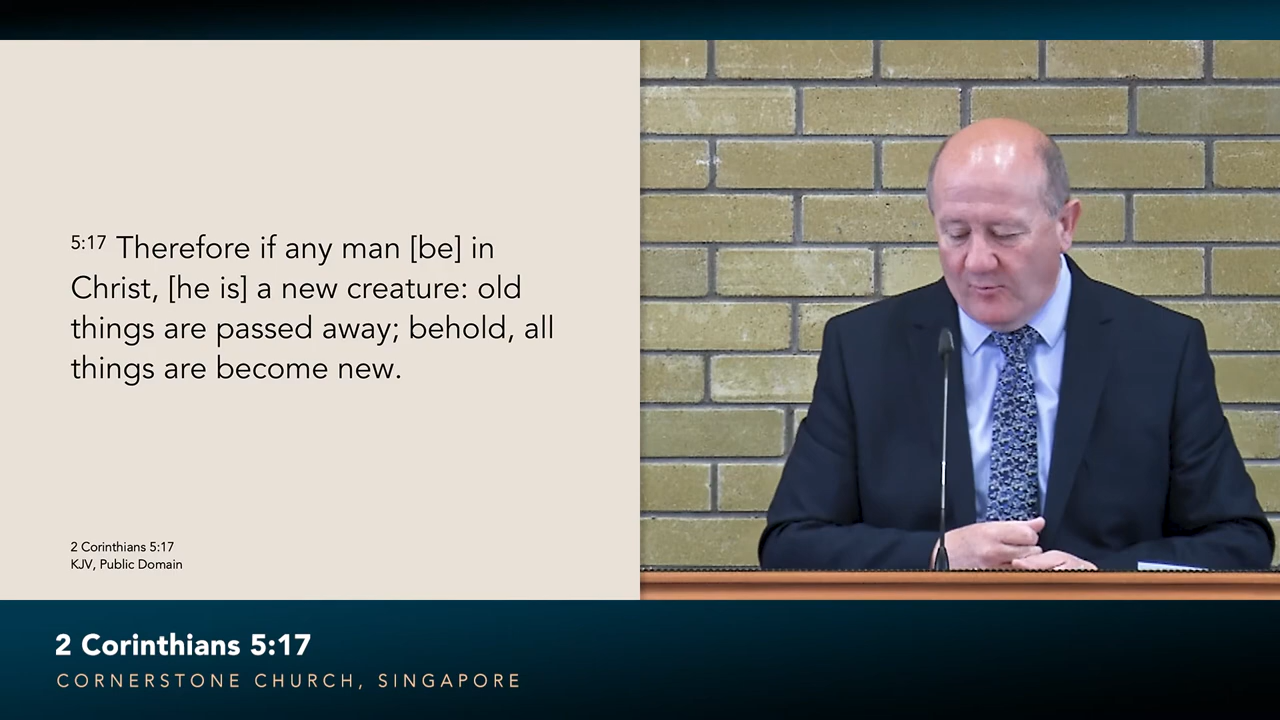 5:17 Therefore if any man [be] in
Christ, [he is] a new creature: old
things are passed away; behold, all
things are become new.
2 Corinthians 5:17
KJV, Public Domain
2 Corinthians 5:17
CORNERSTONE CHURCH, SINGAPORE